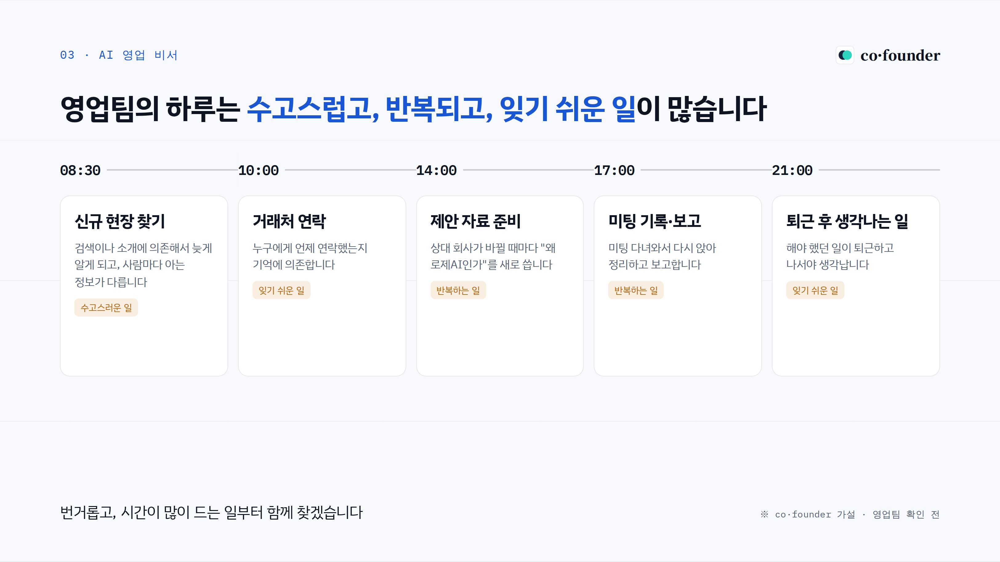 03 · AI 영업 비서
co·founder
영업팀의 하루는 수고스럽고, 반복되고, 잊기 쉬운 일이 많습니다
08:30
10:00
14:00
17:00
21:00
신규 현장 찾기
검색이나 소개에 의존해서 늦게
알게 되고, 사람마다 아는
정보가 다릅니다
수고스러운 일
거래처 연락
누구에게 언제 연락했는지
기억에 의존합니다
잊기 쉬운 일
제안 자료 준비
상대 회사가 바뀔 때마다 "왜
로제AI인가"를 새로 씁니다
반복하는 일
미팅 기록·보고
미팅 다녀와서 다시 앉아
정리하고 보고합니다
반복하는 일
퇴근 후 생각나는 일
해야 했던 일이 퇴근하고
나서야 생각납니다
잊기 쉬운 일
번거롭고, 시간이 많이 드는 일부터 함께 찾겠습니다
※ co·founder 가설 · 영업팀 확인 전